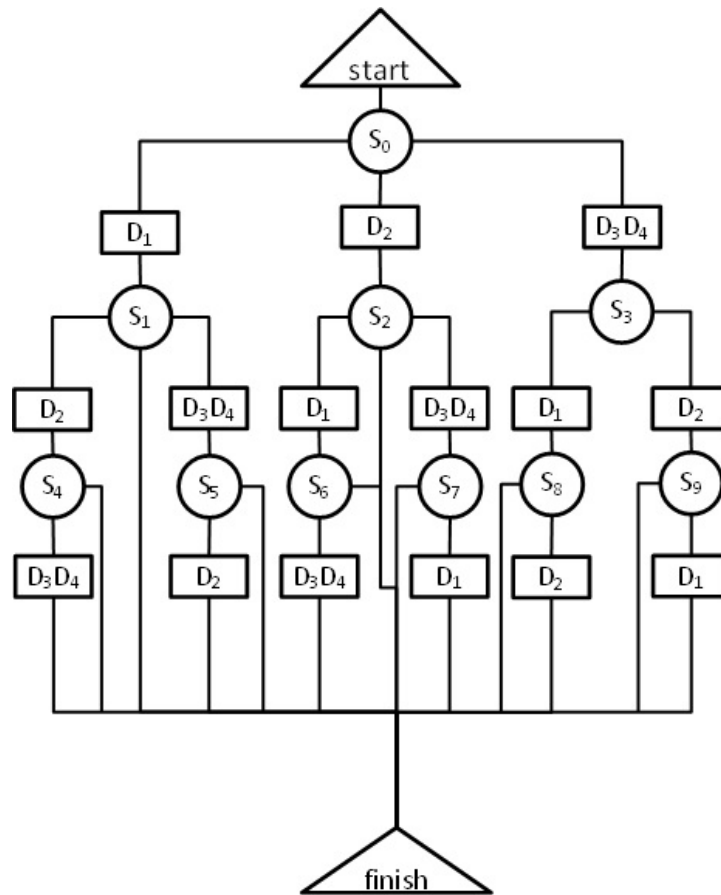 start
S₀
D₁ D₂ D₃D₄
S₁ S₂ S₃
D₂ D₃D₄ D₁ D₃D₄ D₁ D₂
S₄ S₅ S₆ S₇ S₈ S₉
D₃D₄ D₂ D₃D₄ D₁ D₂ D₁
finish